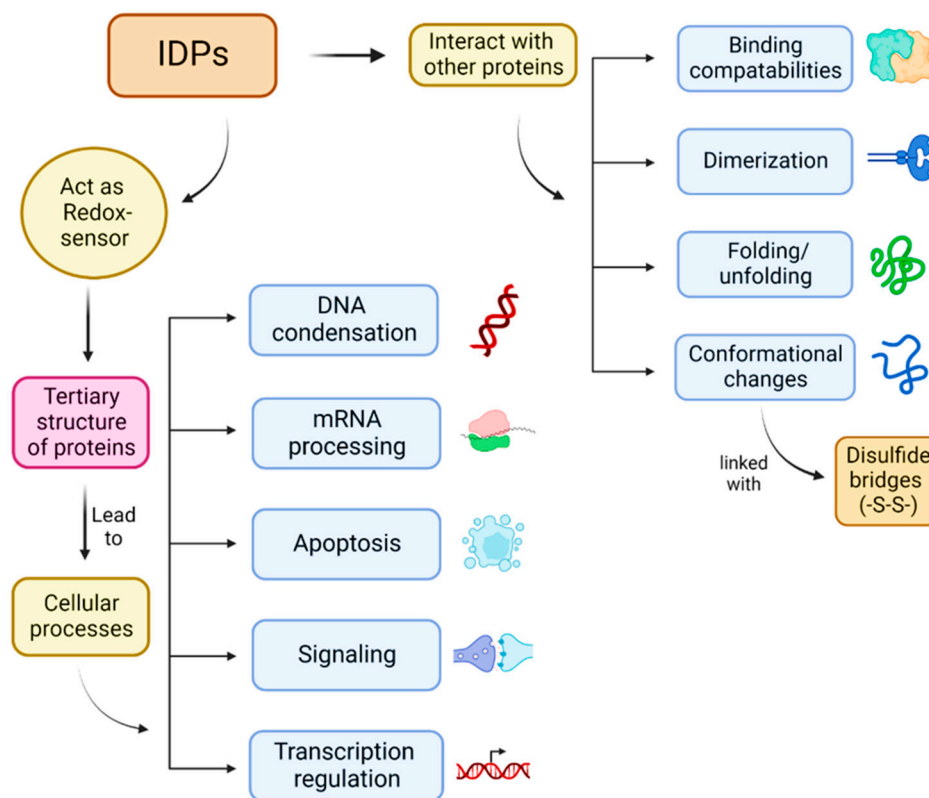 IDPs
Interact with
other proteins
Binding
compatabilities
Dimerization
Folding/
unfolding
Conformational
changes
linked
with
Disulfide
bridges
(-S-S-)
Act as
Redox-
sensor
Tertiary
structure
of proteins
Lead
to
Cellular
processes
DNA
condensation
mRNA
processing
Apoptosis
Signaling
Transcription
regulation